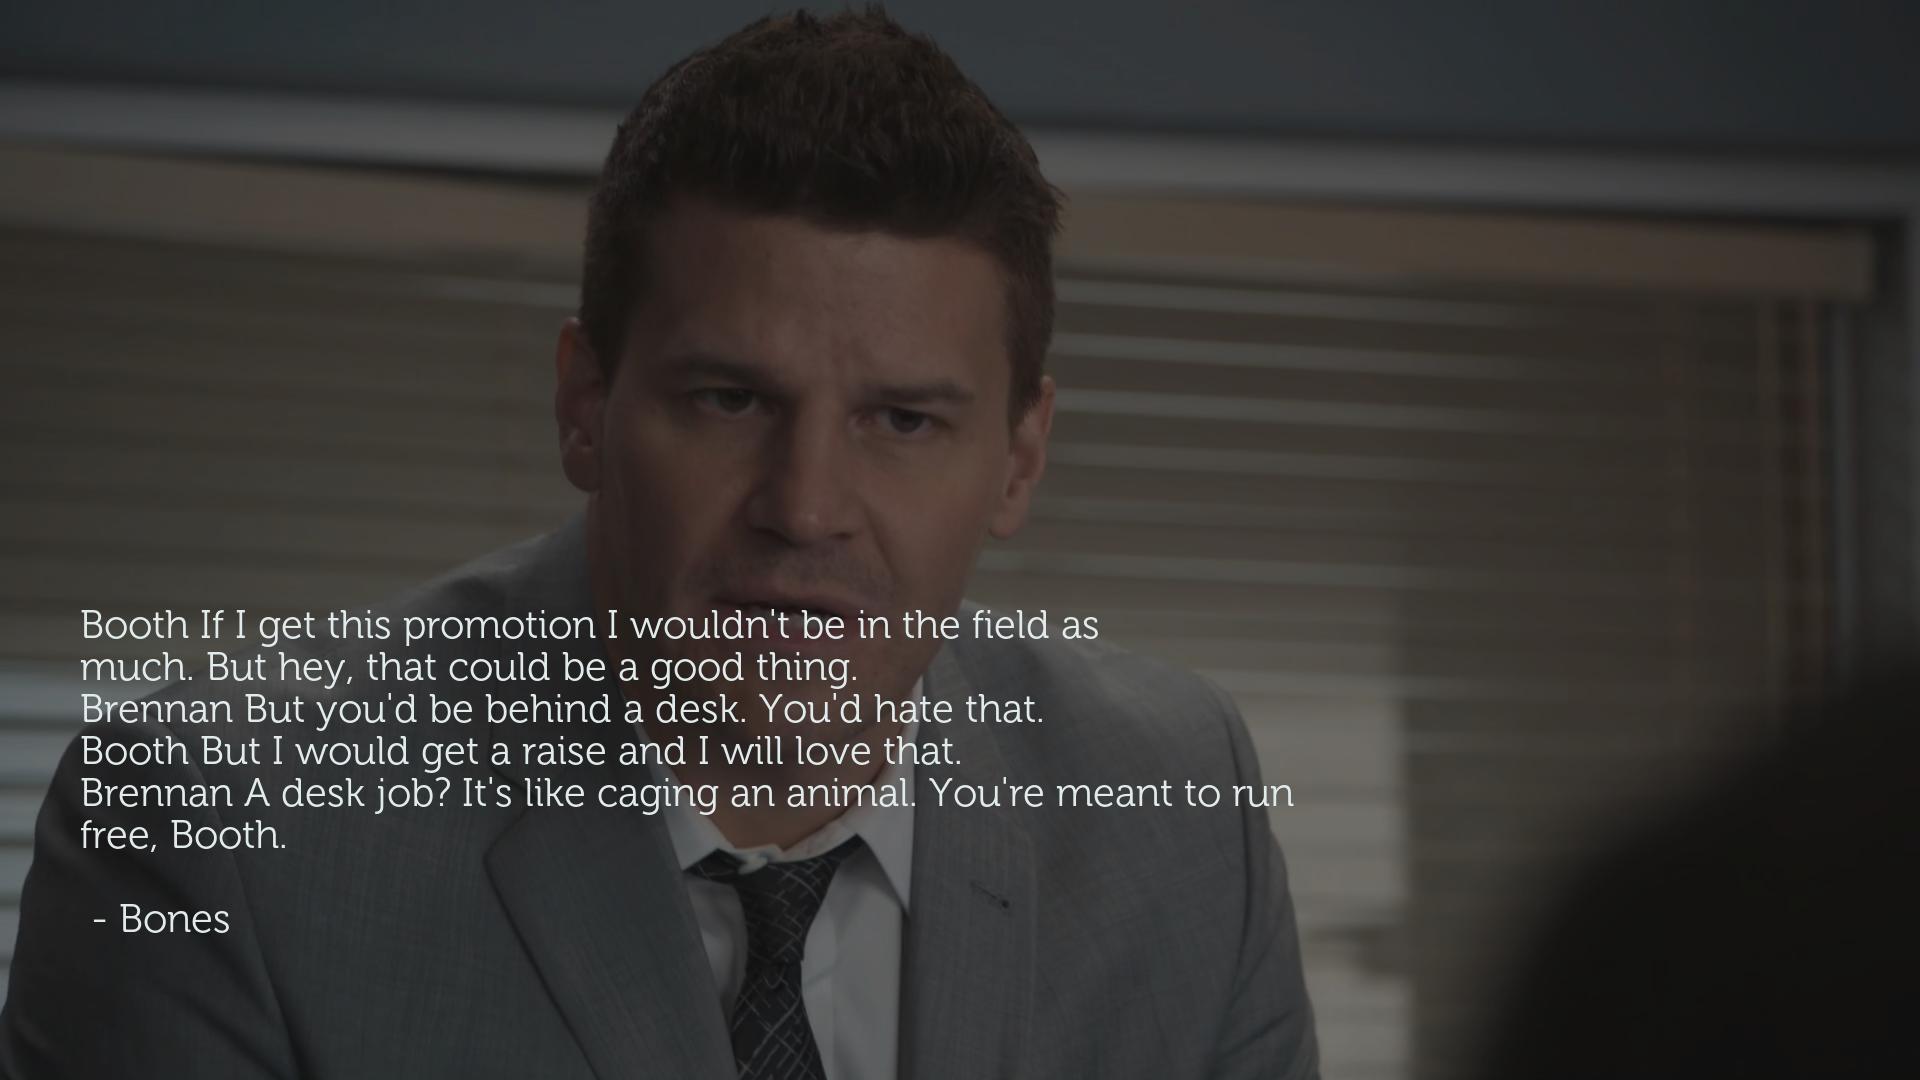 Booth If I get this promotion I wouldn't be in the field as
much. But hey, that could be a good thing.
Brennan But you'd be behind a desk. You'd hate that.
Booth But I would get a raise and I will love that.
Brennan A desk job? It's like caging an animal. You're meant to run
free, Booth.
- Bones